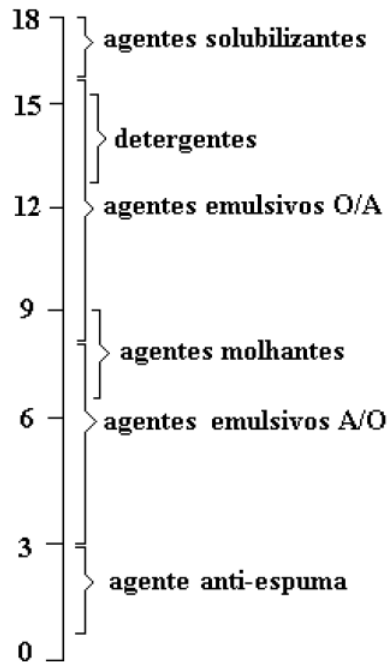 18
agentes solubilizantes
15
detergentes
12
agentes emulsivos O/A
9
agentes molhantes
6
agentes emulsivos A/O
3
agente anti-espuma
0